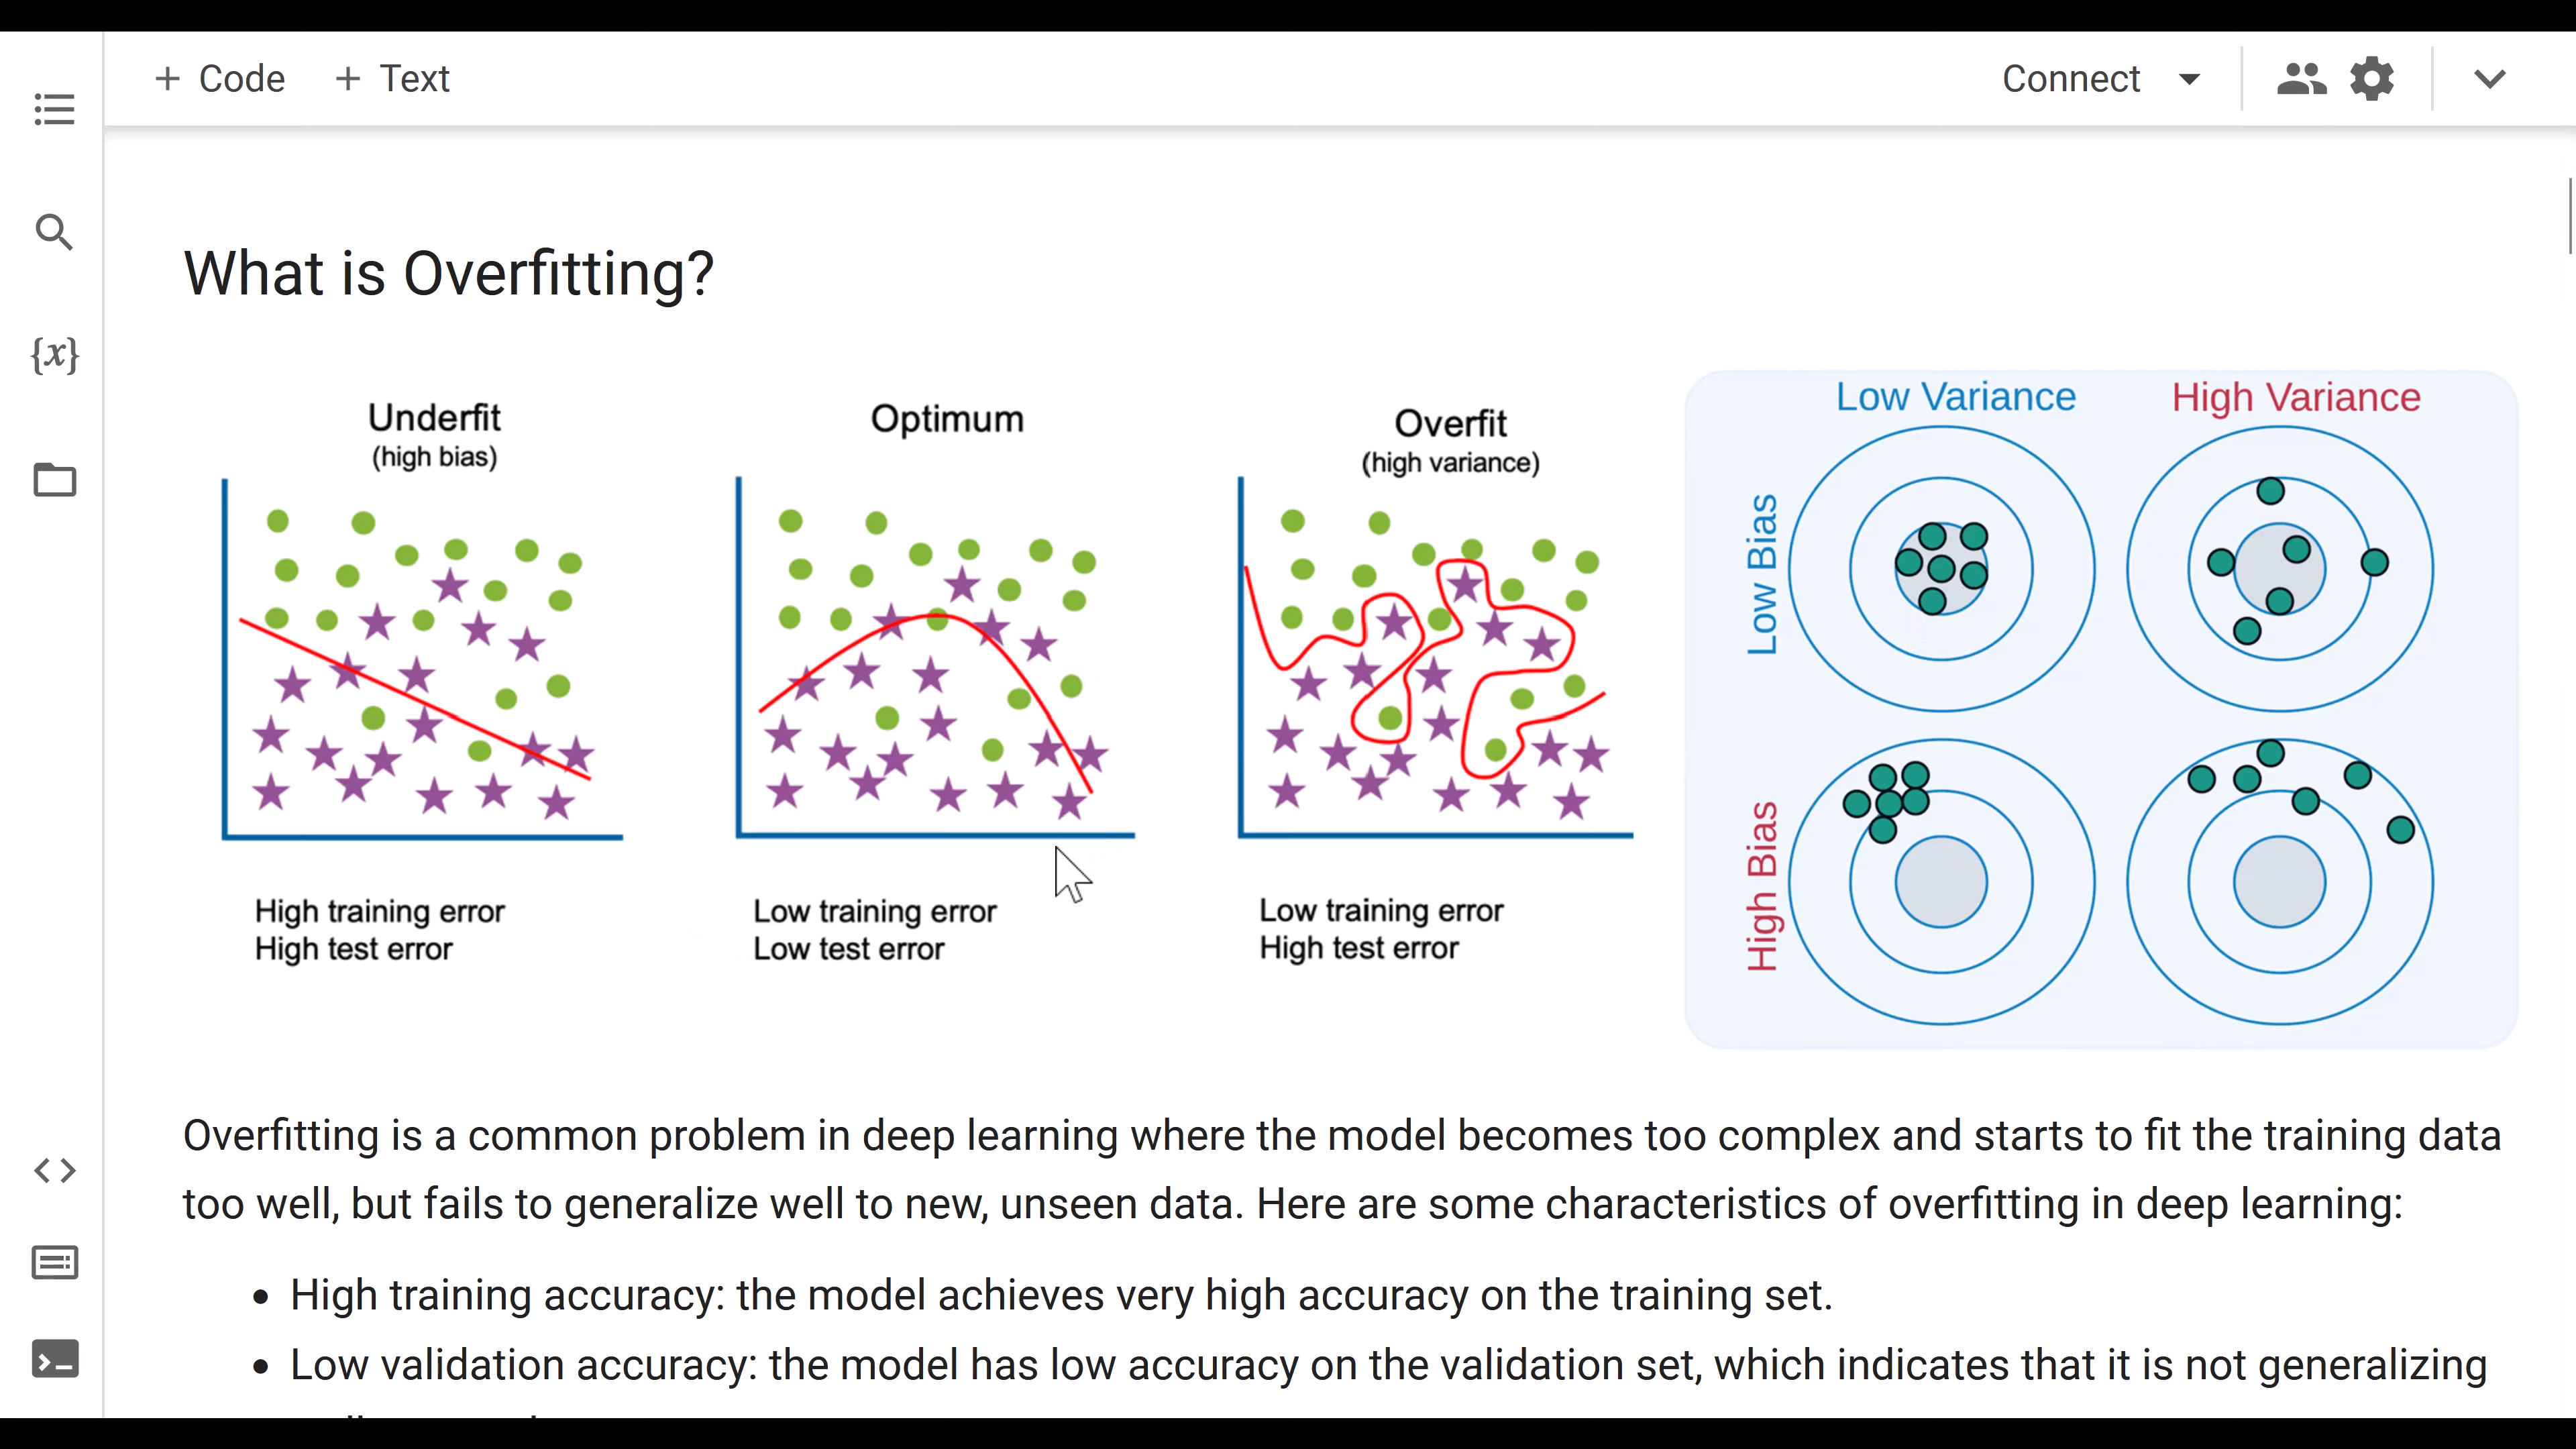 + Code + Text Connect
What is Overfitting?
Underfit
(high bias)
High training error
High test error
Optimum
Low training error
Low test error
Overfit
(high variance)
Low training error
High test error
Low Variance High Variance
Low Bias
High Bias
{x}
Overfitting is a common problem in deep learning where the model becomes too complex and starts to fit the training data
too well, but fails to generalize well to new, unseen data. Here are some characteristics of overfitting in deep learning:
• High training accuracy: the model achieves very high accuracy on the training set.
• Low validation accuracy: the model has low accuracy on the validation set, which indicates that it is not generalizing